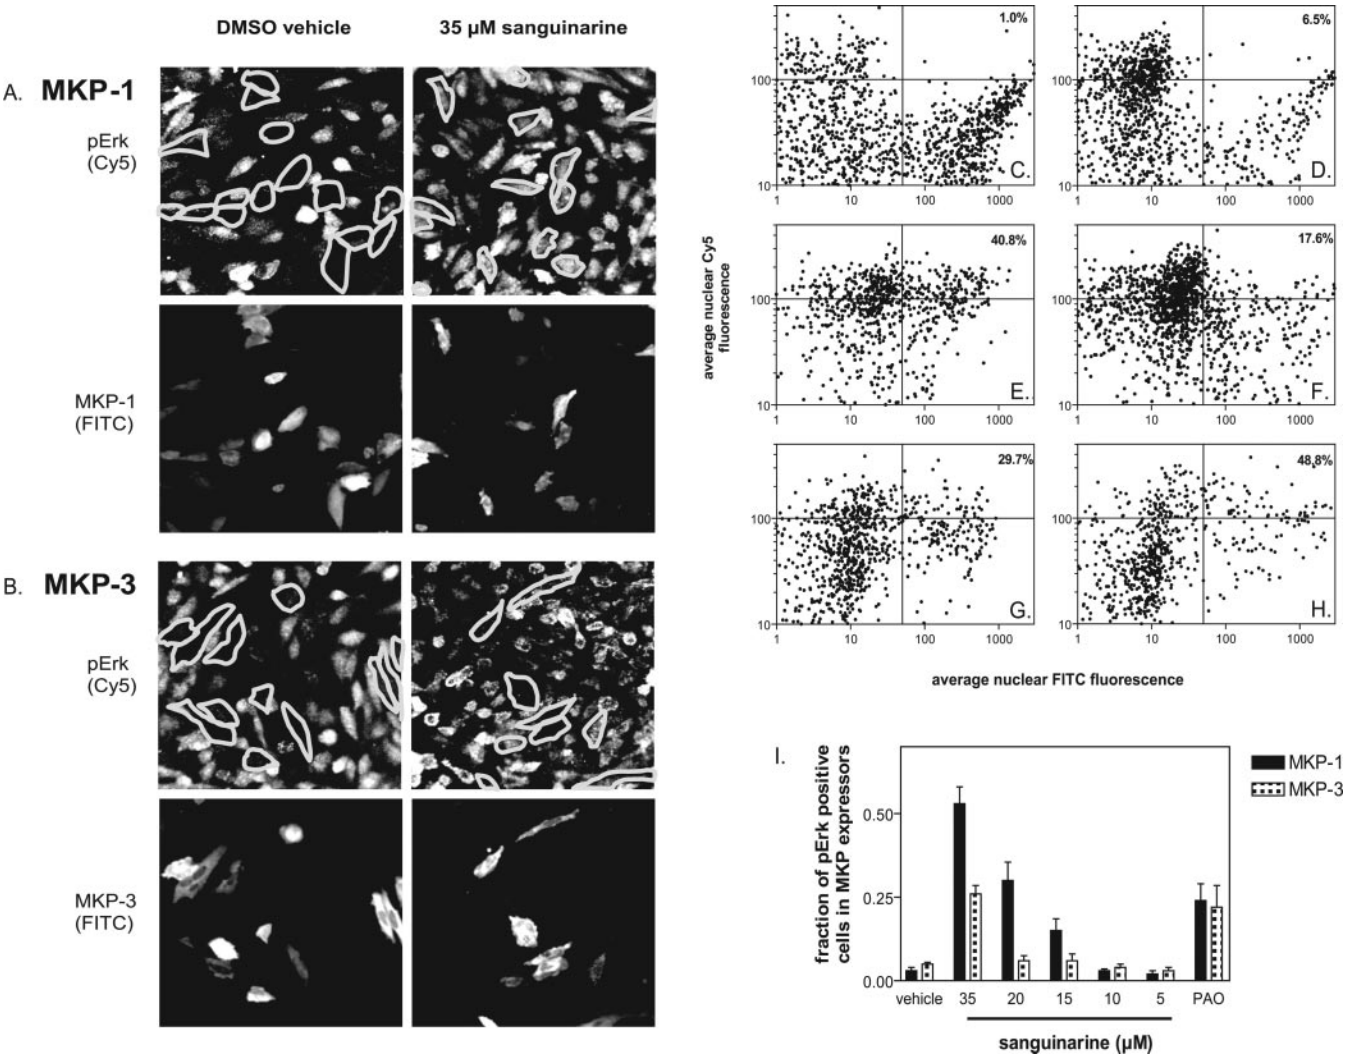 DMSO vehicle
35 µM sanguinarine
A. MKP-1
pErk
(Cy5)
MKP-1
(FITC)
B. MKP-3
pErk
(Cy5)
MKP-3
(FITC)
1.0%
100
10
C.
1 10 100 1000
6.5%
100
10
D.
1 10 100 1000
40.8%
100
10
E.
1 10 100 1000
17.6%
100
10
F.
1 10 100 1000
29.7%
100
10
G.
1 10 100 1000
48.8%
100
10
H.
1 10 100 1000
average nuclear Cy5
fluorescence
average nuclear FITC fluorescence
I.
fraction of pErk positive
cells in MKP expressors
0.50
0.25
0.00
vehicle 35 20 15 10 5 PAO
sanguinarine (µM)
MKP-1
MKP-3